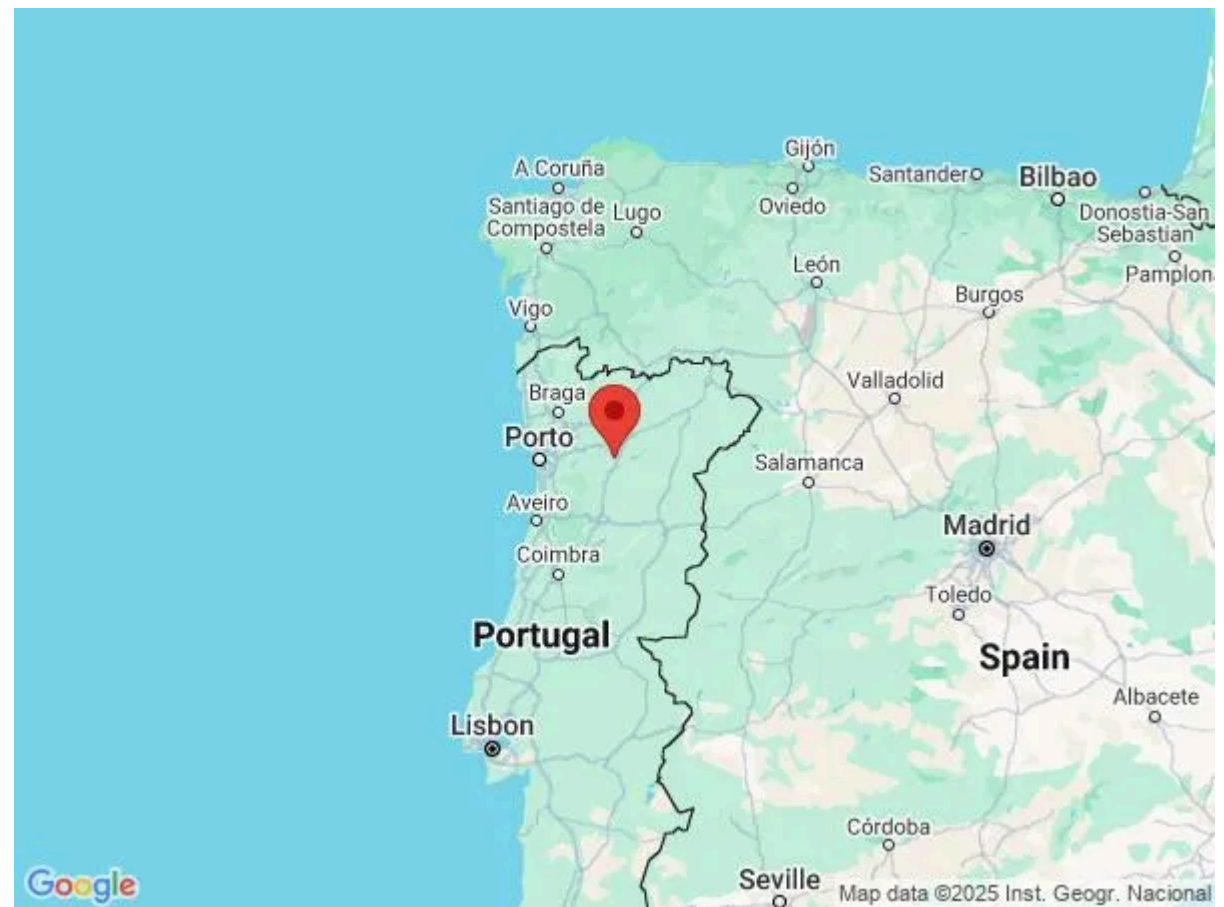 Gijón
A Coruña
Santander
Bilbao
Santiago de
Compostela
Lugo
Oviedo
Donostia-San
Sebastian
León
Pamplon
Burgos
Vigo
Valladolid
Braga
Porto
Salamanca
Aveiro
Madrid
Coimbra
Toledo
Portugal
Spain
Albacete
Lisbon
Córdoba
Seville
Google
Map data ©2025 Inst. Geogr. Nacional